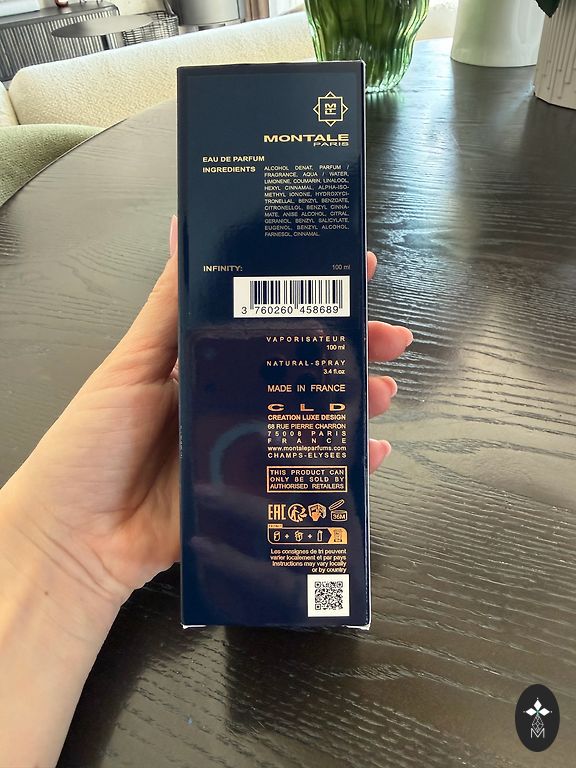 MONTALE
PARIS
EAU DE PARFUM
INGREDIENTS
ALCOHOL DENAT, PARFUM /
FRAGRANCE, AQUA / WATER,
LIMONENE, COUMARIN, LINALOOL,
HEXYL CINNAMAL, ALPHA-ISO-
METHYL IONONE, HYDROXYCI-
TRONELLAL, BENZYL BENZOATE,
CITRONELLOL, BENZYL CINNA-
MATE, ANISE ALCOHOL, CITRAL,
GERANIOL, BENZYL SALICYLATE,
EUGENOL, BENZYL ALCOHOL,
FARNESOL, CINNAMAL.
INFINITY: 100 ml
3 760260 458689
VAPORISATEUR
100 ml
NATURAL-SPRAY
3.4 fl.oz
MADE IN FRANCE
CLD
CREATION LUXE DESIGN
68 RUE PIERRE CHARRON
75008 PARIS
FRANCE
www.montaleparfums.com
CHAMPS-ELYSEES
THIS PRODUCT CAN
ONLY BE SOLD BY
AUTHORISED RETAILERS
EAC
36M
Les consignes de tri peuvent
varier localement et par pays
Instructions may vary locally
or by country
M